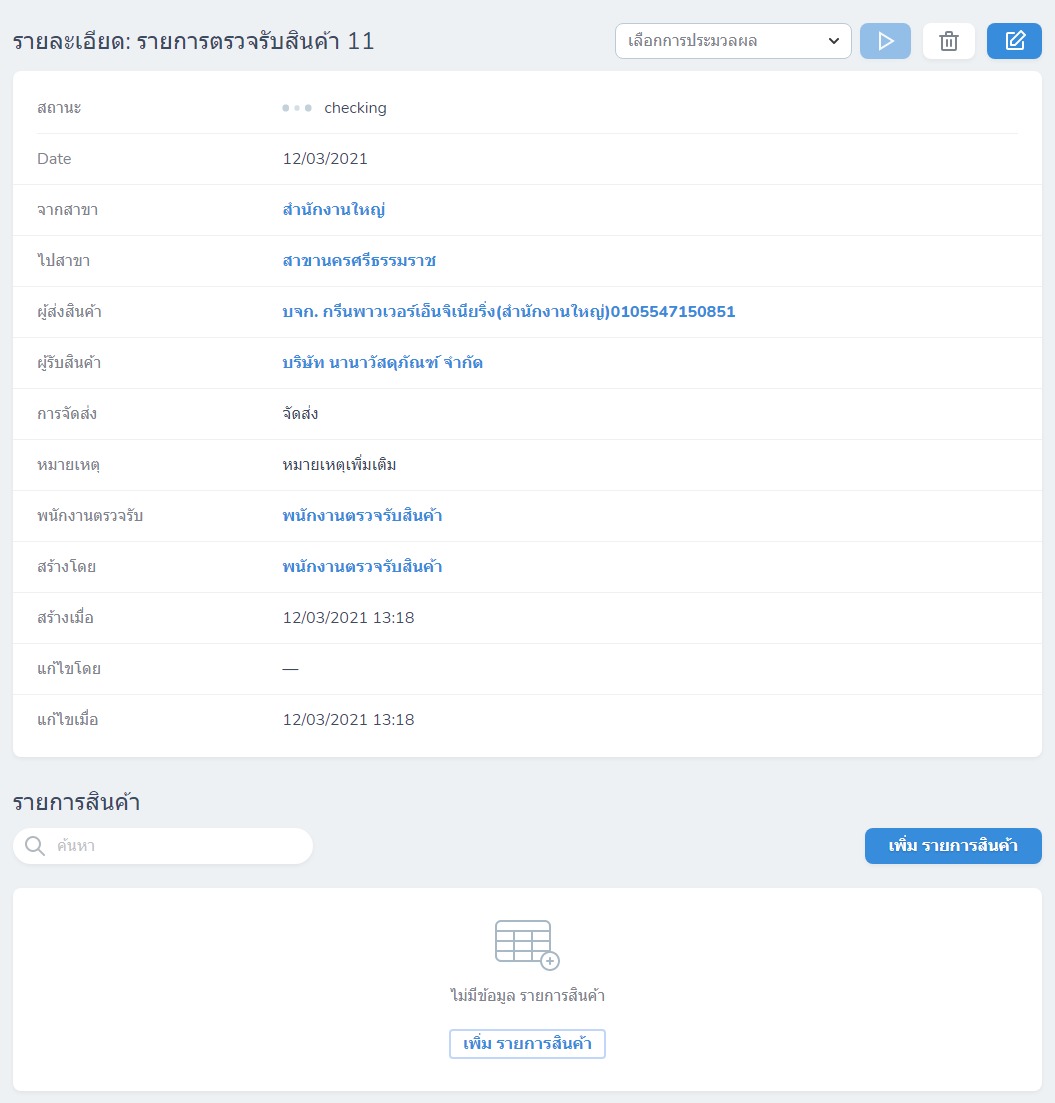 รายละเอียด: รายการตรวจรับสินค้า 11
เลือกการประมวลผล
สถานะ checking
Date 12/03/2021
จากสาขา สำนักงานใหญ่
ไปสาขา สาขานครศรีธรรมราช
ผู้ส่งสินค้า บจก. กรีนพาวเวอร์เอ็นจิเนียริ่ง(สำนักงานใหญ่)0105547150851
ผู้รับสินค้า บริษัท นานาวัสดุภัณฑ์ จำกัด
การจัดส่ง จัดส่ง
หมายเหตุ หมายเหตุเพิ่มเติม
พนักงานตรวจรับ พนักงานตรวจรับสินค้า
สร้างโดย พนักงานตรวจรับสินค้า
สร้างเมื่อ 12/03/2021 13:18
แก้ไขโดย —
แก้ไขเมื่อ 12/03/2021 13:18
รายการสินค้า
ค้นหา
เพิ่ม รายการสินค้า
ไม่มีข้อมูล รายการสินค้า
เพิ่ม รายการสินค้า